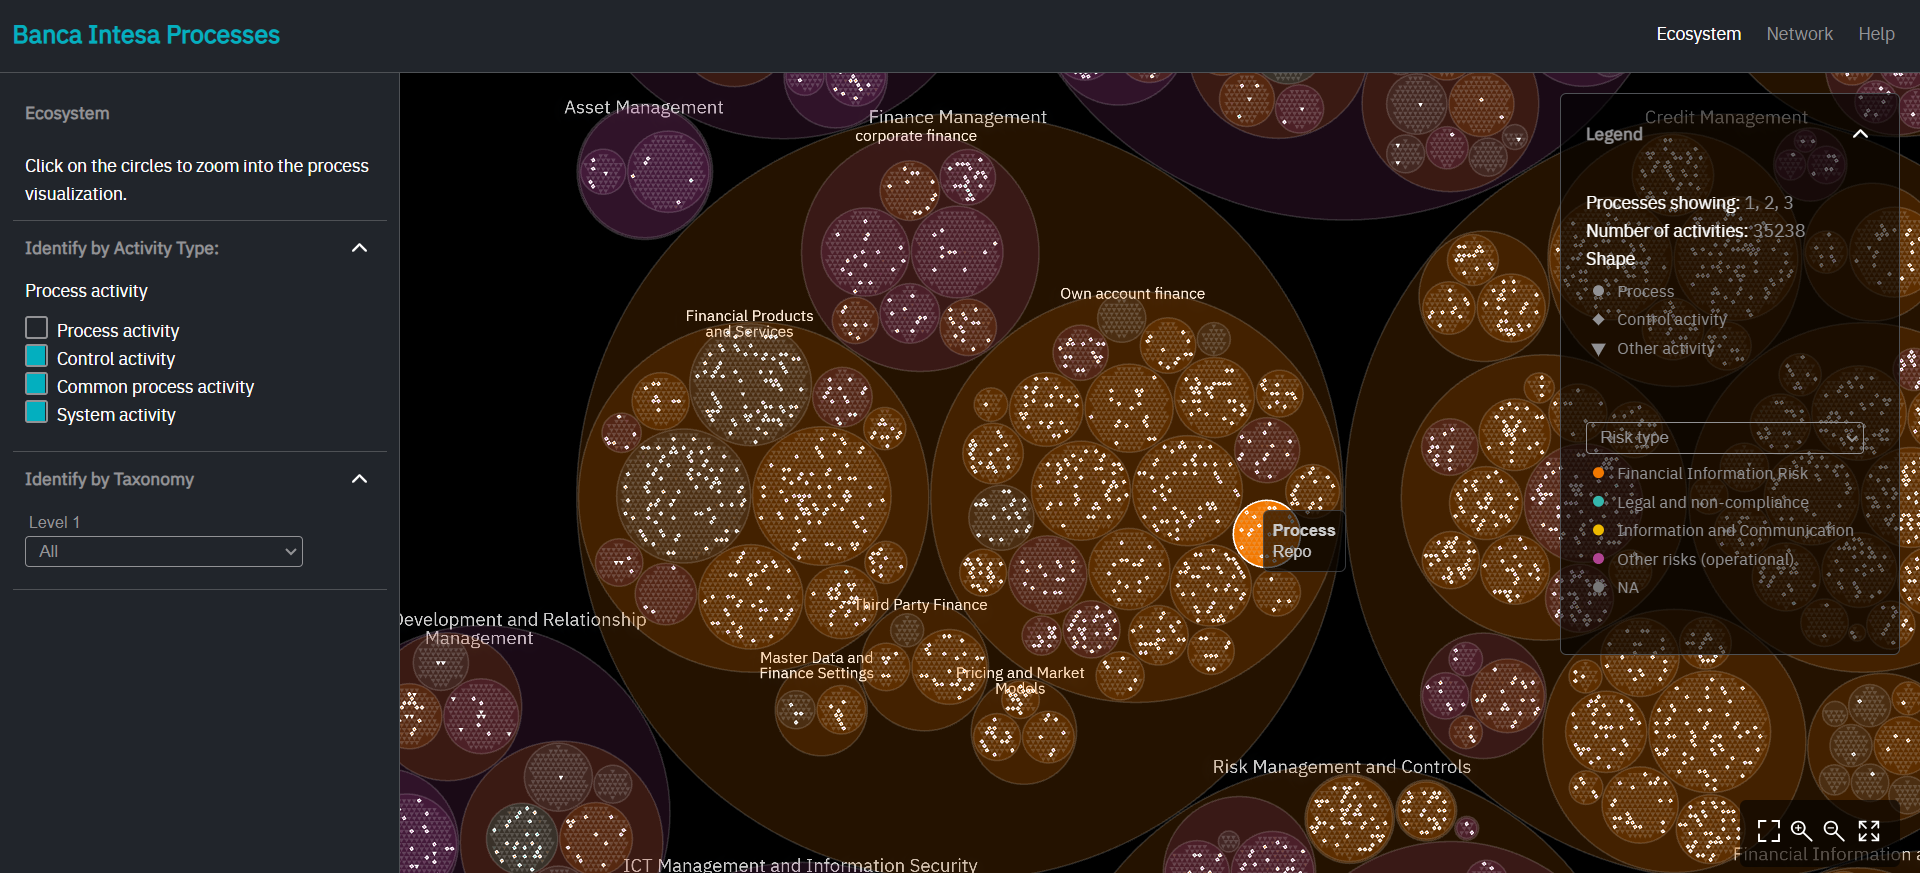 Banca Intesa Processes
Ecosystem
Network
Help
Ecosystem
Click on the circles to zoom into the process
visualization.
Identify by Activity Type:
Process activity
Process activity
Control activity
Common process activity
System activity
Identify by Taxonomy
Level 1
All
Asset Management
Finance Management
corporate finance
Own account finance
Financial Products
and Services
Process
Repo
Third Party Finance
Development and Relationship
Management
Master Data and
Finance Settings
Pricing and Market
Models
Risk Management and Controls
ICT Management and Information Security
Credit Management
Legend
Processes showing: 1, 2, 3
Number of activities: 35238
Shape
Process
Control activity
Other activity
Risk type
Financial Information Risk
Legal and non-compliance
Information and Communication
Other risks (operational)
NA
Financial Information a